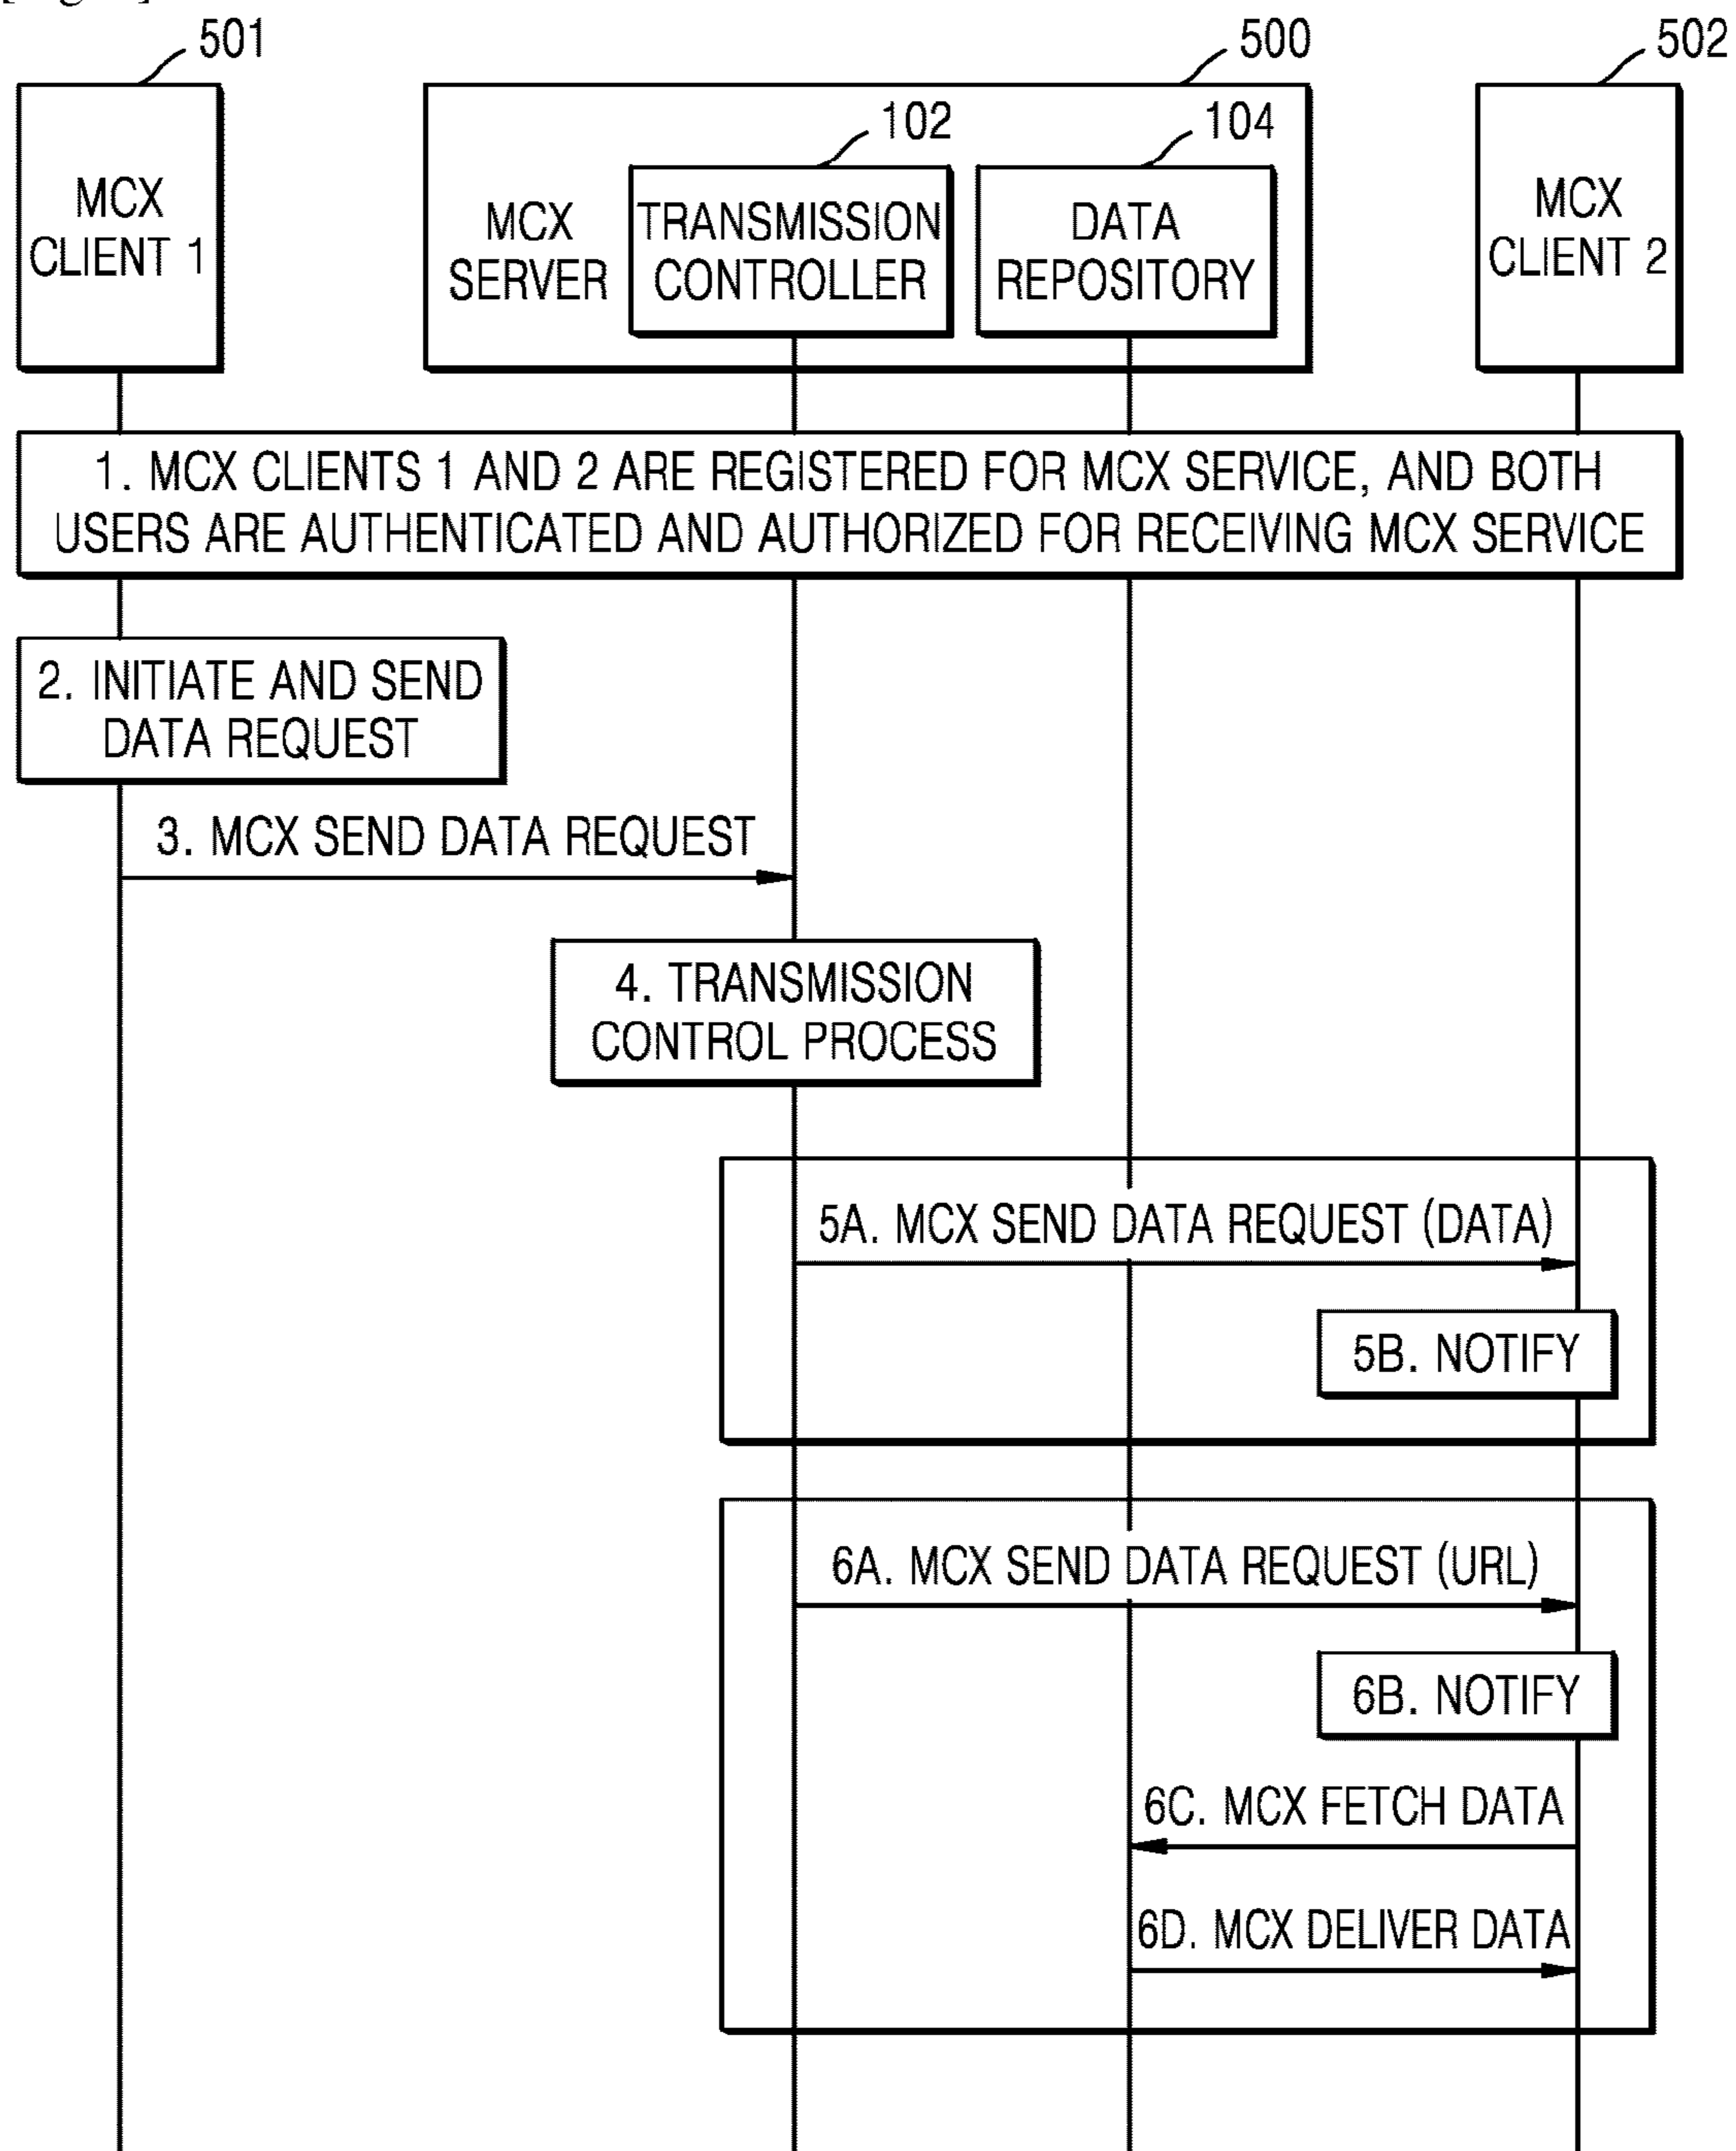 501
500
502
102
104
MCX
CLIENT 1
MCX
SERVER
TRANSMISSION
CONTROLLER
DATA
REPOSITORY
MCX
CLIENT 2
1. MCX CLIENTS 1 AND 2 ARE REGISTERED FOR MCX SERVICE, AND BOTH
USERS ARE AUTHENTICATED AND AUTHORIZED FOR RECEIVING MCX SERVICE
2. INITIATE AND SEND
DATA REQUEST
3. MCX SEND DATA REQUEST
4. TRANSMISSION
CONTROL PROCESS
5A. MCX SEND DATA REQUEST (DATA)
5B. NOTIFY
6A. MCX SEND DATA REQUEST (URL)
6B. NOTIFY
6C. MCX FETCH DATA
6D. MCX DELIVER DATA